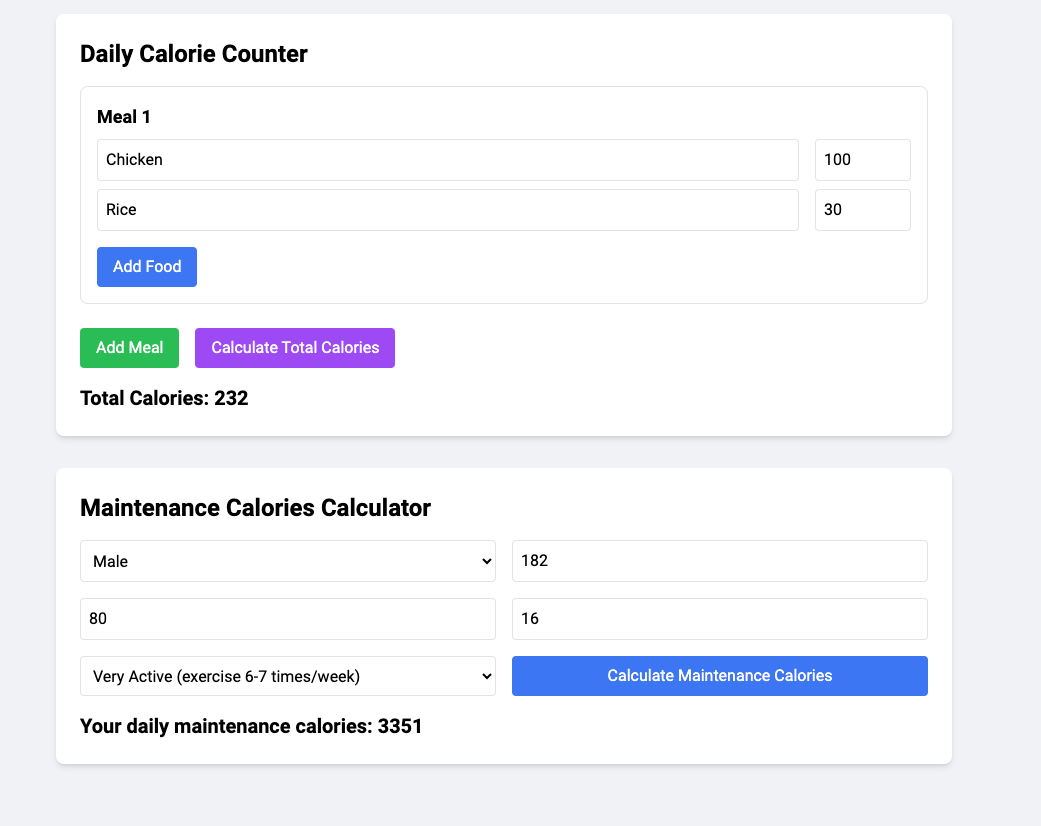 Daily Calorie Counter
Meal 1
Chicken 100
Rice 30
Add Food
Add Meal Calculate Total Calories
Total Calories: 232
Maintenance Calories Calculator
Male 182
80 16
Very Active (exercise 6-7 times/week) Calculate Maintenance Calories
Your daily maintenance calories: 3351